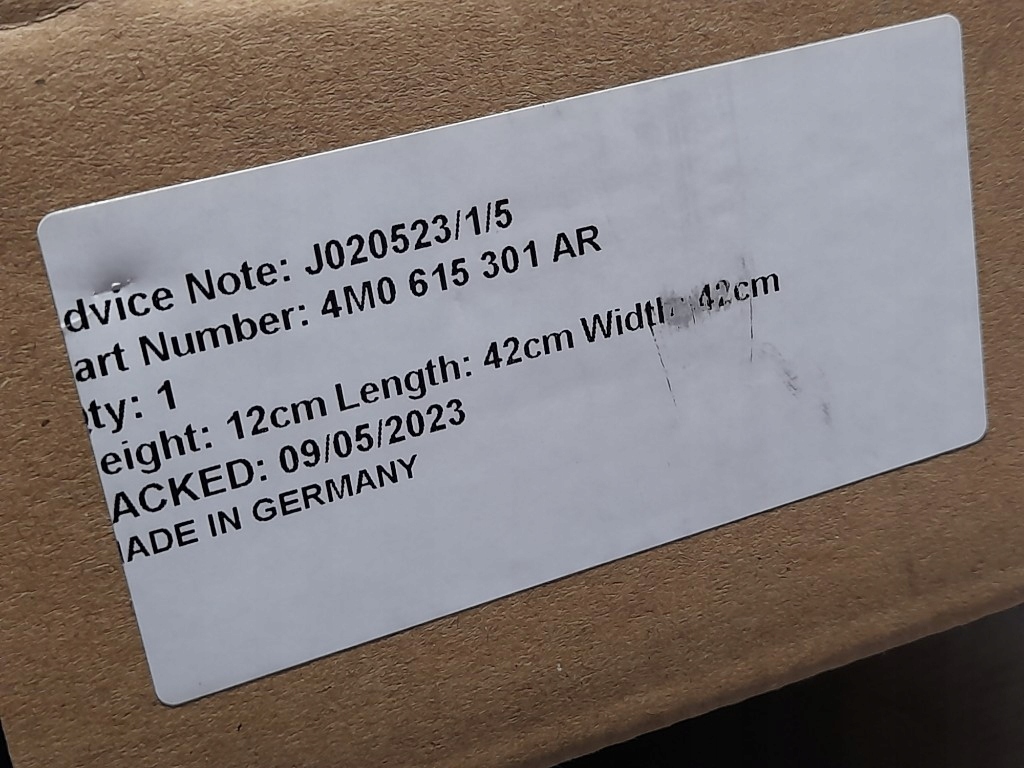 dvice Note: J020523/1/5
art Number: 4M0 615 301 AR
ty: 1
eight: 12cm Length: 42cm Width: 42cm
ACKED: 09/05/2023
ADE IN GERMANY